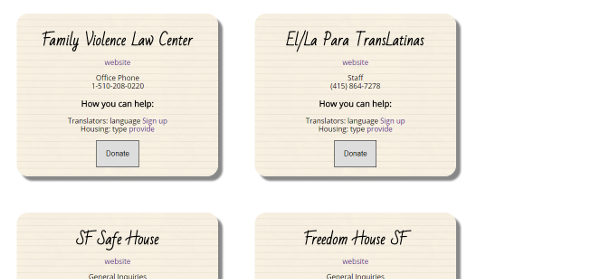 Family Violence Law Center
website
Office Phone
1-510-208-0220
How you can help:
Translators: language Sign up
Housing: type provide
Donate
El/La Para TransLatinas
website
Staff
(415) 864-7278
How you can help:
Translators: language Sign up
Housing: type provide
Donate
SF Safe House
website
General Inquiries
Freedom House SF
website
General Inquiries